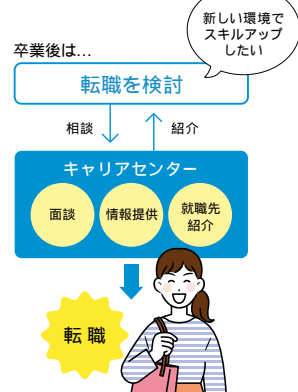 新しい環境で
スキルアップ
したい
卒業後は…
転職を検討
相談
紹介
キャリアセンター
面談
情報提供
就職先
紹介
転職